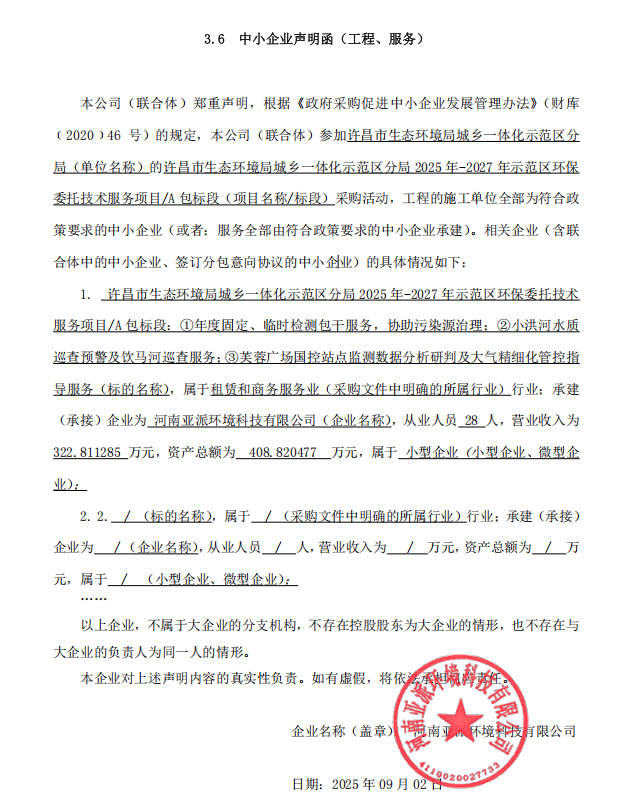 3.6 中小企业声明函（工程、服务）
本公司（联合体）郑重声明，根据《政府采购促进中小企业发展管理办法》（财库
﹝2020﹞46 号）的规定，本公司（联合体）参加许昌市生态环境局城乡一体化示范区分
局（单位名称）的许昌市生态环境局城乡一体化示范区分局 2025 年-2027 年示范区环保
委托技术服务项目/A 包标段（项目名称/标段）采购活动，工程的施工单位全部为符合政
策要求的中小企业（或者：服务全部由符合政策要求的中小企业承建）。相关企业（含联
合体中的中小企业、签订分包意向协议的中小企业）的具体情况如下：
1. 许昌市生态环境局城乡一体化示范区分局 2025 年-2027 年示范区环保委托技术
服务项目/A 包标段：①年度固定、临时检测包干服务，协助污染源治理；②小洪河水质
巡查预警及饮马河巡查服务；③芙蓉广场国控站点监测数据分析研判及大气精细化管控指
导服务（标的名称），属于租赁和商务服务业（采购文件中明确的所属行业）行业；承建
（承接）企业为 河南亚派环境科技有限公司（企业名称），从业人员 28 人，营业收入为
322.811285 万元，资产总额为 408.820477 万元，属于 小型企业（小型企业、微型企
业）；
2. 2. / （标的名称），属于 / （采购文件中明确的所属行业）行业；承建（承接）
企业为 / （企业名称），从业人员 / 人，营业收入为 / 万元，资产总额为 / 万
元，属于 / （小型企业、微型企业）；
……
以上企业，不属于大企业的分支机构，不存在控股股东为大企业的情形，也不存在与
大企业的负责人为同一人的情形。
本企业对上述声明内容的真实性负责。如有虚假，将依法承担相应责任。
企业名称（盖章）：河南亚派环境科技有限公司
日期：2025 年 09 月 02 日
河南亚派环境科技有限公司
4110020027733